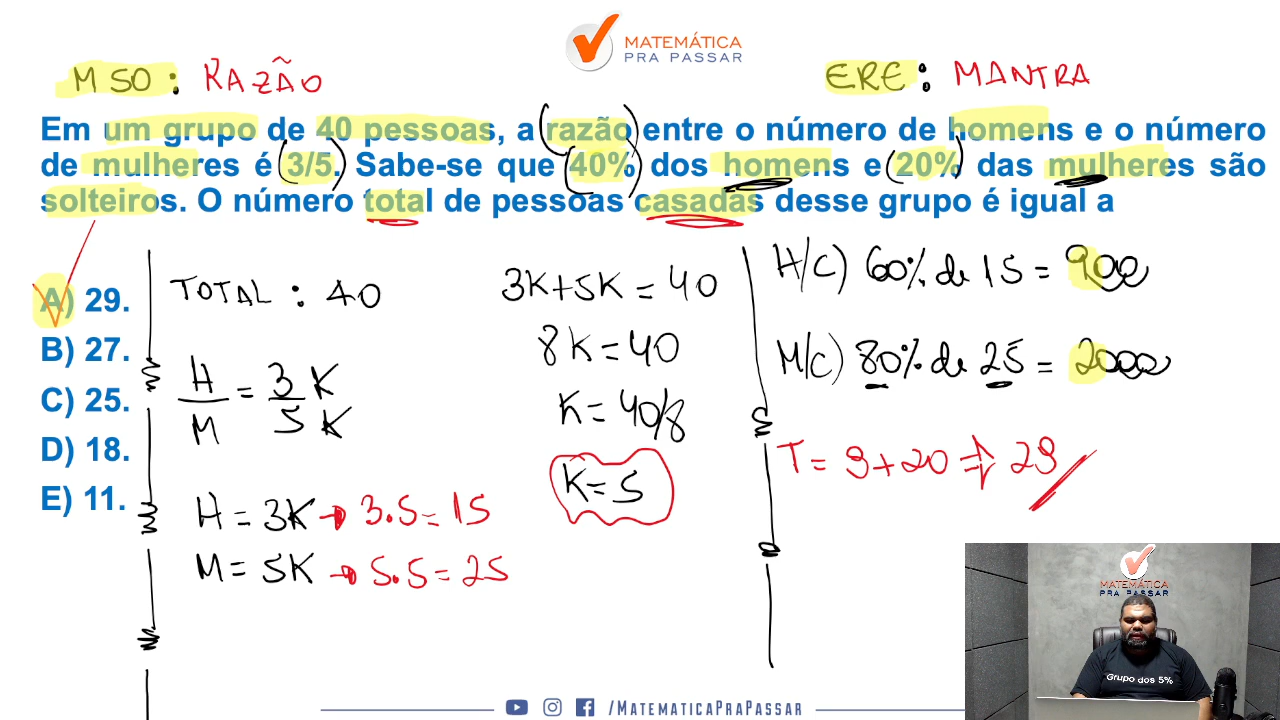 MATEMÁTICA
PRA PASSAR
MSO: RAZÃO
ERE: MANTRA
Em um grupo de 40 pessoas, a razão entre o número de homens e o número
de mulheres é 3/5. Sabe-se que 40% dos homens e 20% das mulheres são
solteiros. O número total de pessoas casadas desse grupo é igual a
A) 29.
B) 27.
C) 25.
D) 18.
E) 11.
TOTAL: 40
H/M = 3K/5K
H = 3K → 3.5 = 15
M = 5K → 5.5 = 25
3K+5K = 40
8K = 40
K = 40/8
K = 5
H/C) 60% de 15 = 900
M/C) 80% de 25 = 2000
T = 9+20 ⇒ 29
MATEMÁTICA
PRA PASSAR
Grupo dos 5%
/MATEMATICAPRAPASSAR